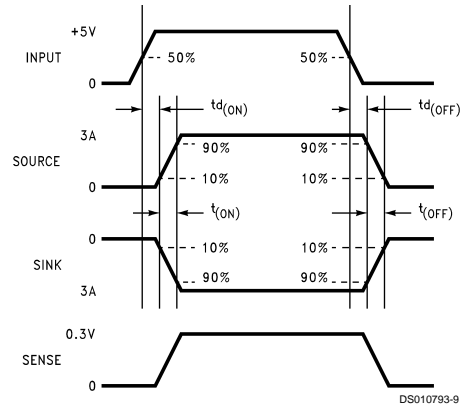 +5V
INPUT
50%
50%
0
td(ON)
td(OFF)
3A
90%
90%
SOURCE
10%
10%
0
t(ON)
t(OFF)
0
10%
10%
SINK
90%
90%
3A
0.3V
SENSE
0
DS010793-9